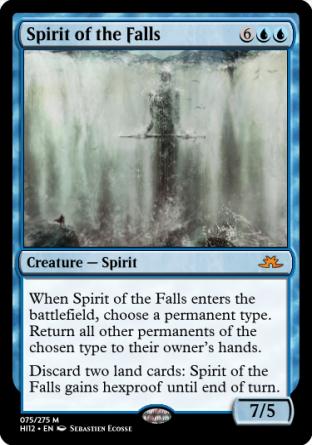 Spirit of the Falls 6
Creature — Spirit
When Spirit of the Falls enters the
battlefield, choose a permanent type.
Return all other permanents of the
chosen type to their owner's hands.
Discard two land cards: Spirit of the
Falls gains hexproof until end of turn.
7/5
075/275 M
HI12 • EN Sebastien Ecosse